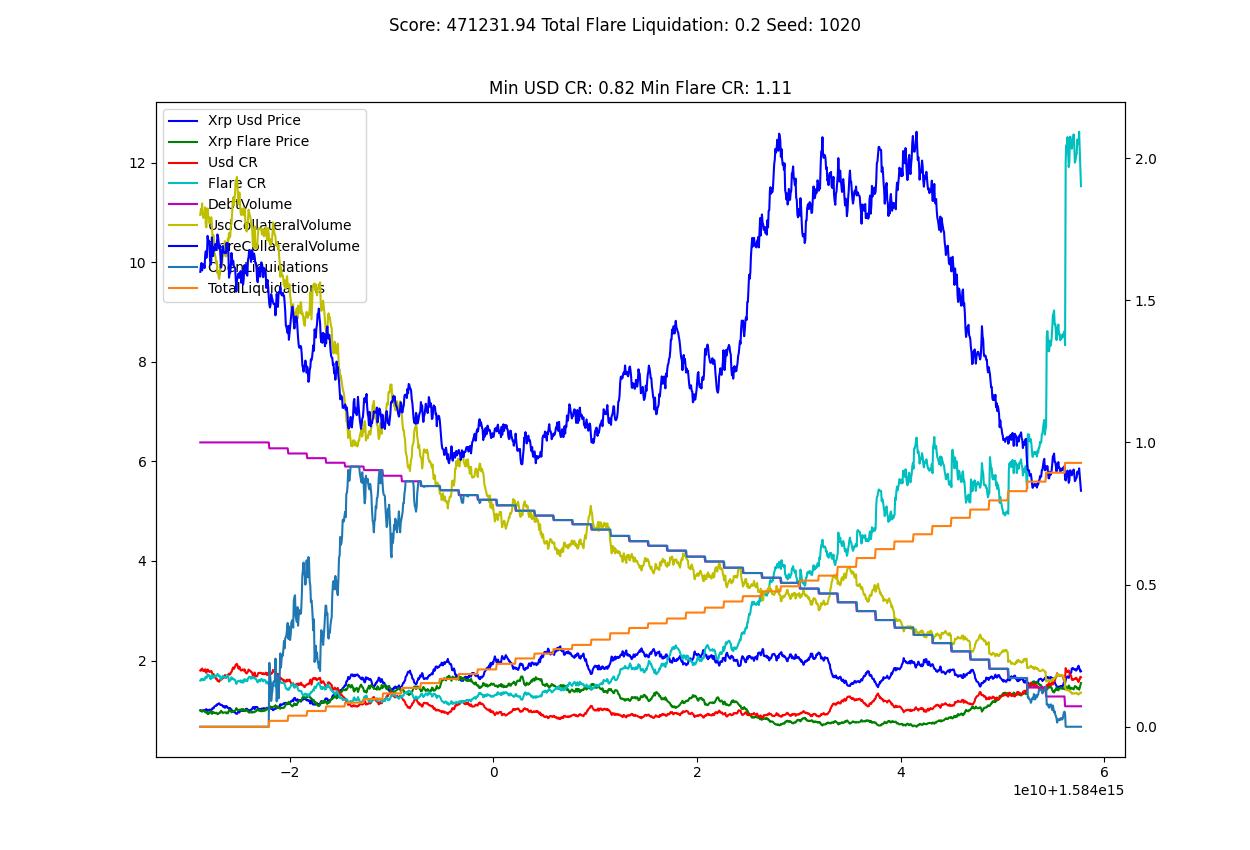 Score: 471231.94 Total Flare Liquidation: 0.2 Seed: 1020
Min USD CR: 0.82 Min Flare CR: 1.11
Xrp Usd Price
Xrp Flare Price
Usd CR
Flare CR
DebtVolume
UsdCollateralVolume
FlareCollateralVolume
OpenLiquidations
TotalLiquidations
12
10
8
6
4
2
2.0
1.5
1.0
0.5
0.0
−2
0
2
4
6
1e10+1.584e15